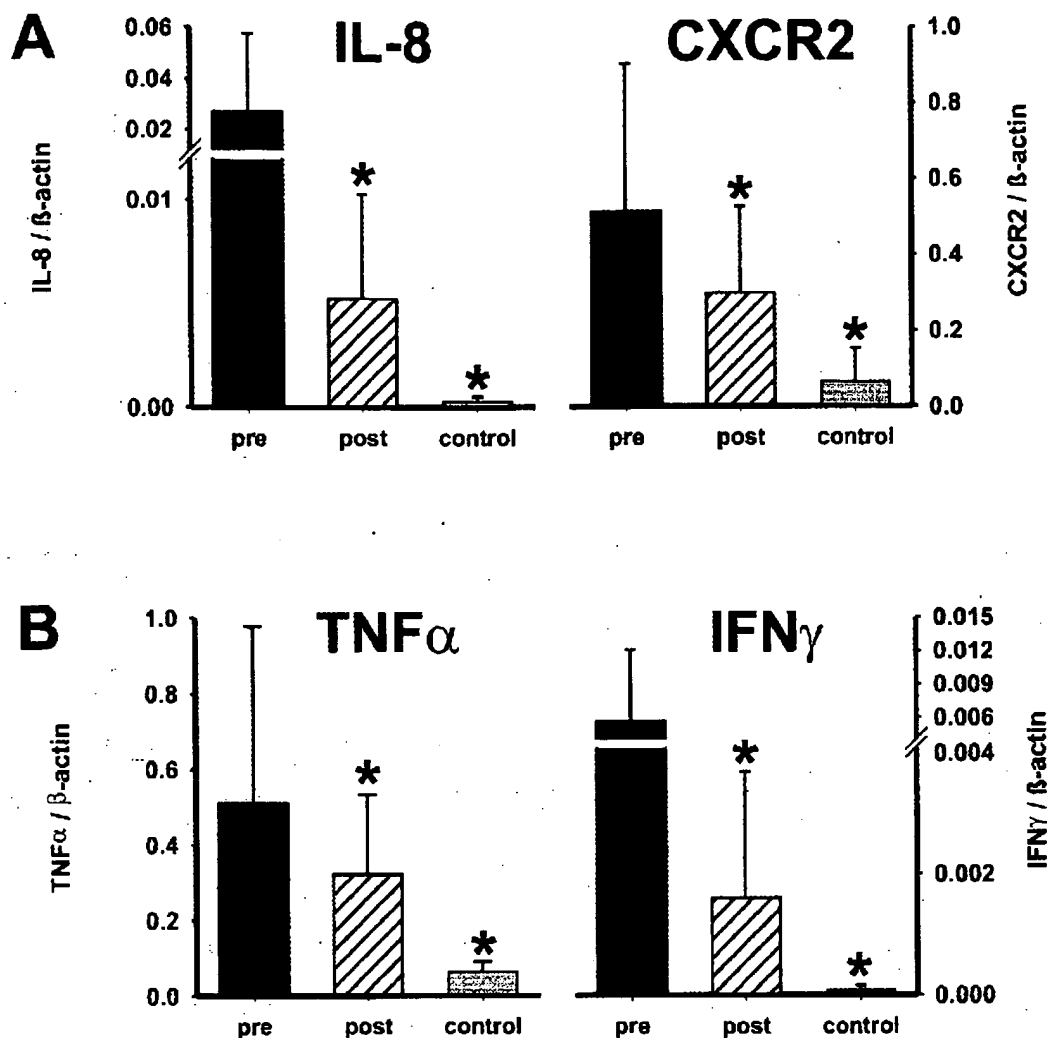 A
IL-8
CXCR2
0.06
0.04
0.02
0.01
0.00
IL-8 / ß-actin
*
*
pre
post
control
*
*
pre
post
control
1.0
0.8
0.6
0.4
0.2
0.0
CXCR2 / ß-actin
B
TNFα
IFNγ
1.0
0.8
0.6
0.4
0.2
0.0
TNFα / β-actin
*
*
pre
post
control
*
*
pre
post
control
0.015
0.012
0.009
0.006
0.004
0.002
0.000
IFNγ / ß-actin